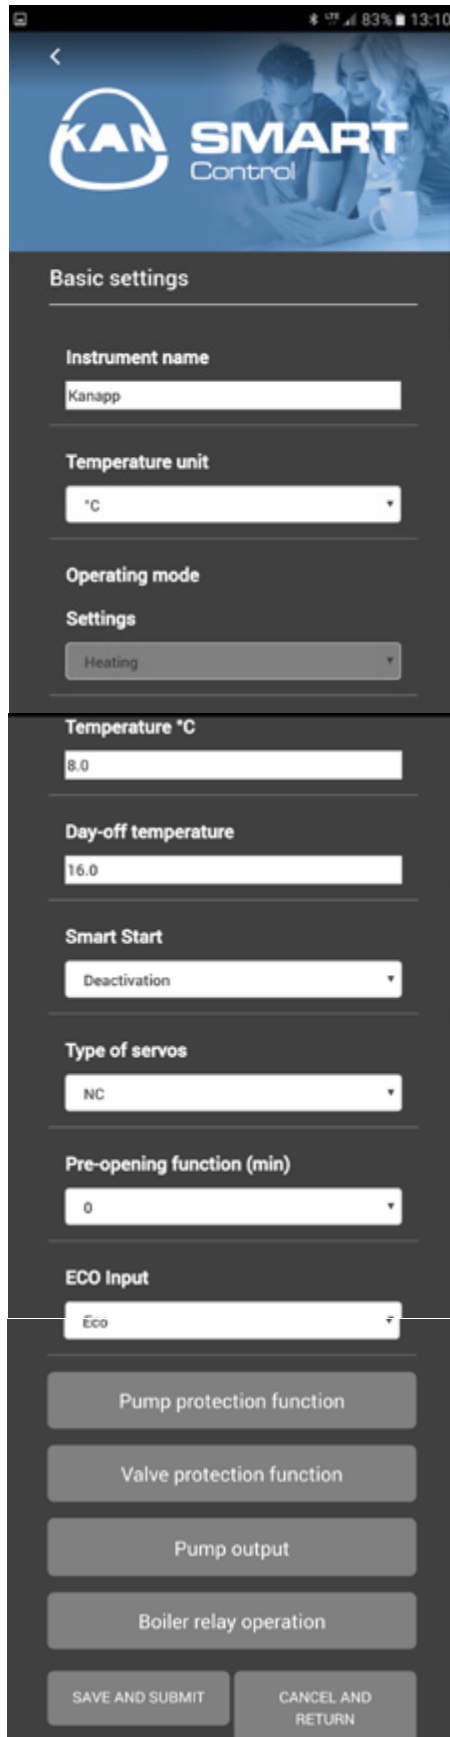 83% 13:10
KAN SMART
Control
Basic settings
Instrument name
Kanapp
Temperature unit
°C
Operating mode
Settings
Heating
Temperature °C
8.0
Day-off temperature
16.0
Smart Start
Deactivation
Type of servos
NC
Pre-opening function (min)
0
ECO Input
Eco
Pump protection function
Valve protection function
Pump output
Boiler relay operation
SAVE AND SUBMIT
CANCEL AND
RETURN